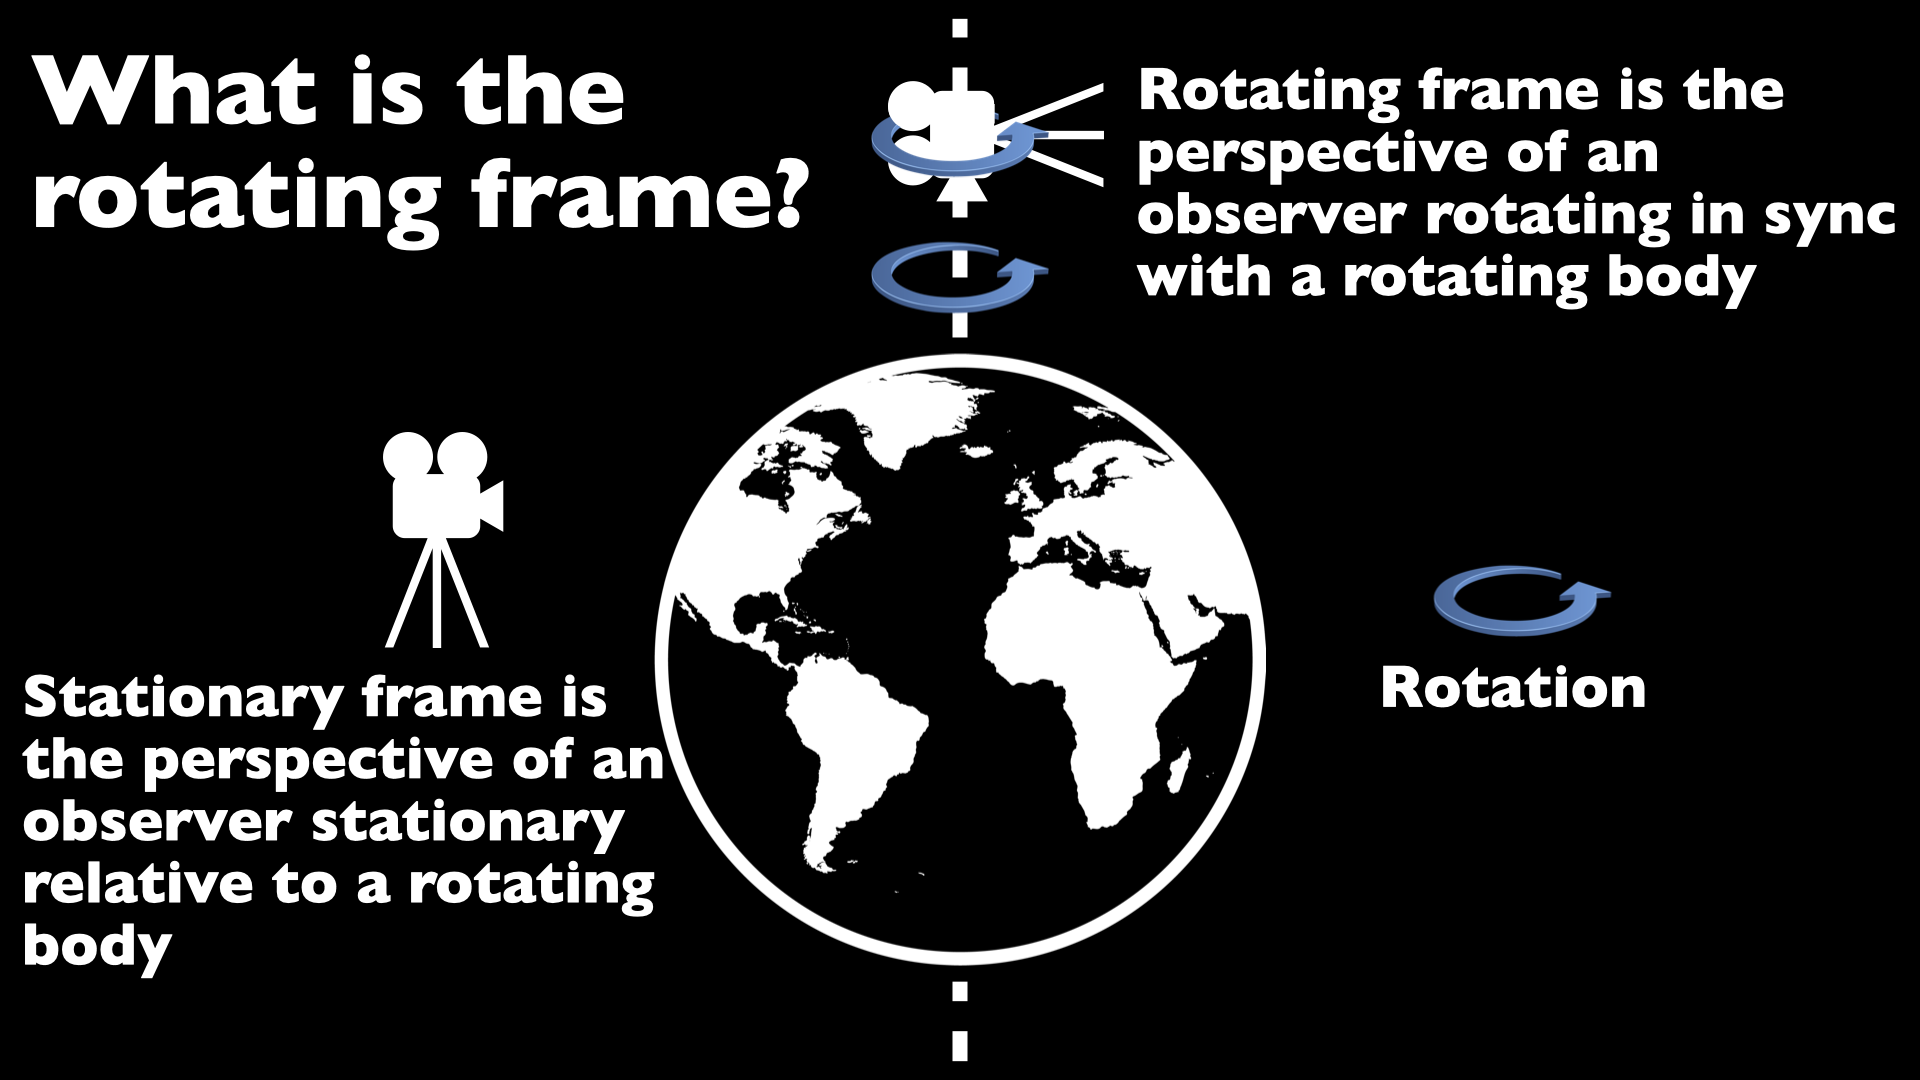 What is the
rotating frame?
Rotating frame is the
perspective of an
observer rotating in sync
with a rotating body
Stationary frame is
the perspective of an
observer stationary
relative to a rotating
body
Rotation